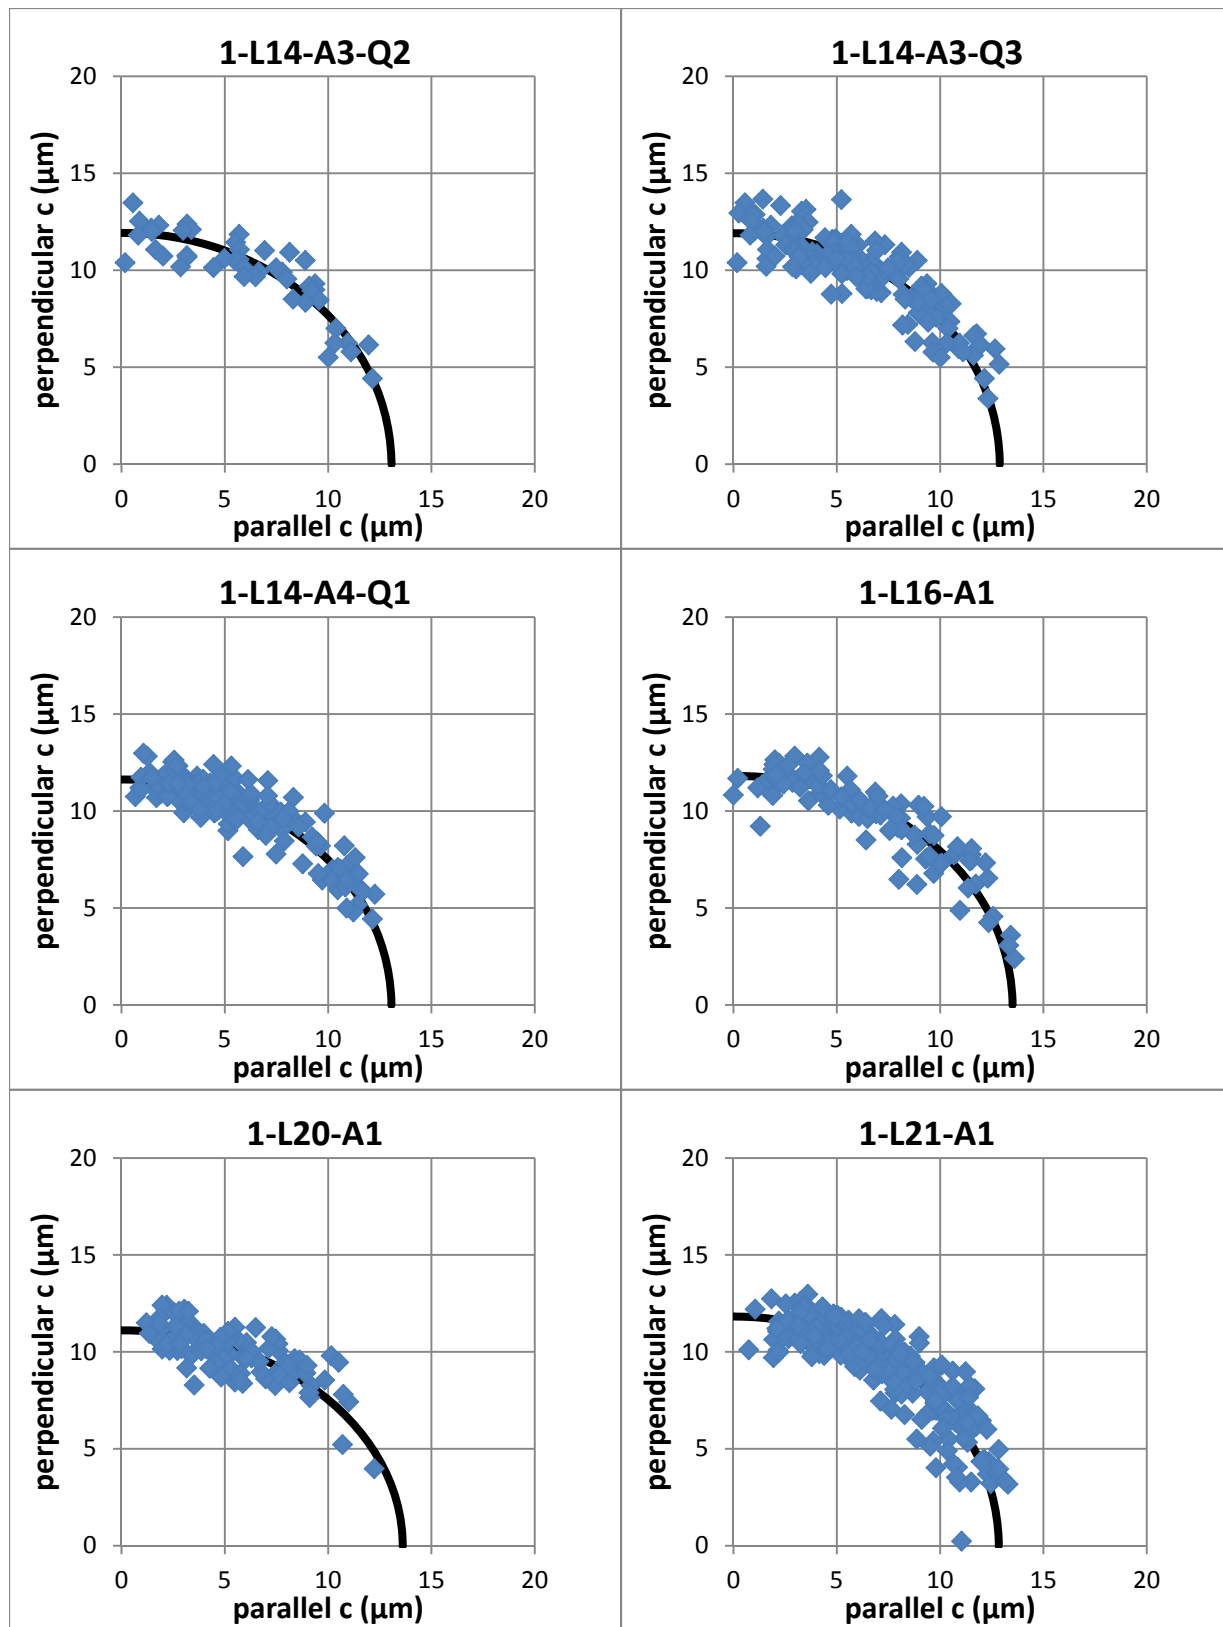 1-L14-A3-Q2
20
15
10
5
0
perpendicular c (µm)
0 5 10 15 20
parallel c (µm)
1-L14-A3-Q3
20
15
10
5
0
perpendicular c (µm)
0 5 10 15 20
parallel c (µm)
1-L14-A4-Q1
20
15
10
5
0
perpendicular c (µm)
0 5 10 15 20
parallel c (µm)
1-L16-A1
20
15
10
5
0
perpendicular c (µm)
0 5 10 15 20
parallel c (µm)
1-L20-A1
20
15
10
5
0
perpendicular c (µm)
0 5 10 15 20
parallel c (µm)
1-L21-A1
20
15
10
5
0
perpendicular c (µm)
0 5 10 15 20
parallel c (µm)